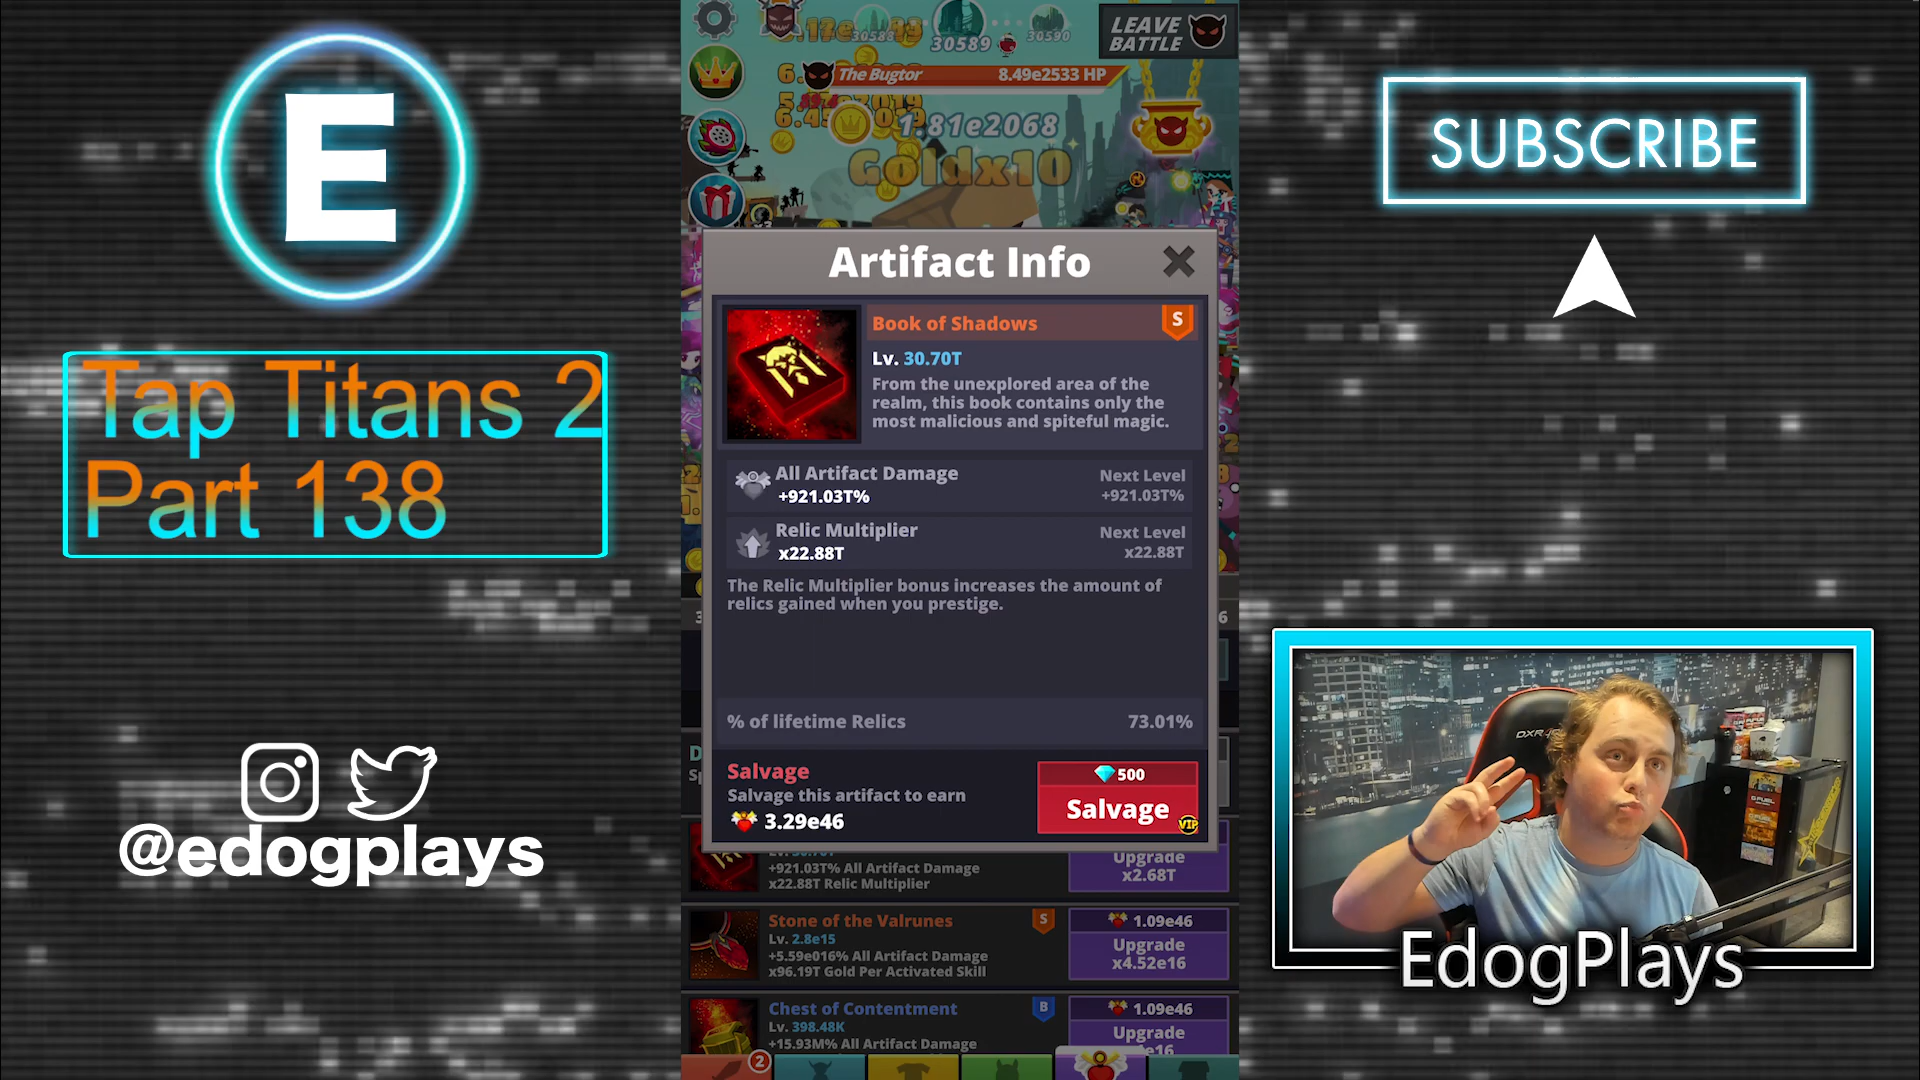 E
Tap Titans 2
Part 138
@edogplays
30588
30589
30590
LEAVE
BATTLE
The Bugtor
8.49e2533 HP
1.81e2068
Goldx10
Artifact Info
Book of Shadows
S
Lv. 30.70T
From the unexplored area of the
realm, this book contains only the
most malicious and spiteful magic.
All Artifact Damage
+921.03T%
Next Level
+921.03T%
Relic Multiplier
x22.88T
Next Level
x22.88T
The Relic Multiplier bonus increases the amount of
relics gained when you prestige.
% of lifetime Relics
73.01%
Salvage
Salvage this artifact to earn
3.29e46
500
Salvage
VIP
+921.03T% All Artifact Damage
x22.88T Relic Multiplier
Upgrade
x2.68T
Stone of the Valrunes
S
Lv. 2.8e15
+5.59e016% All Artifact Damage
x96.19T Gold Per Activated Skill
1.09e46
Upgrade
x4.52e16
Chest of Contentment
B
Lv. 398.48K
+15.93M% All Artifact Damage
1.09e46
Upgrade
2
SUBSCRIBE
EdogPlays